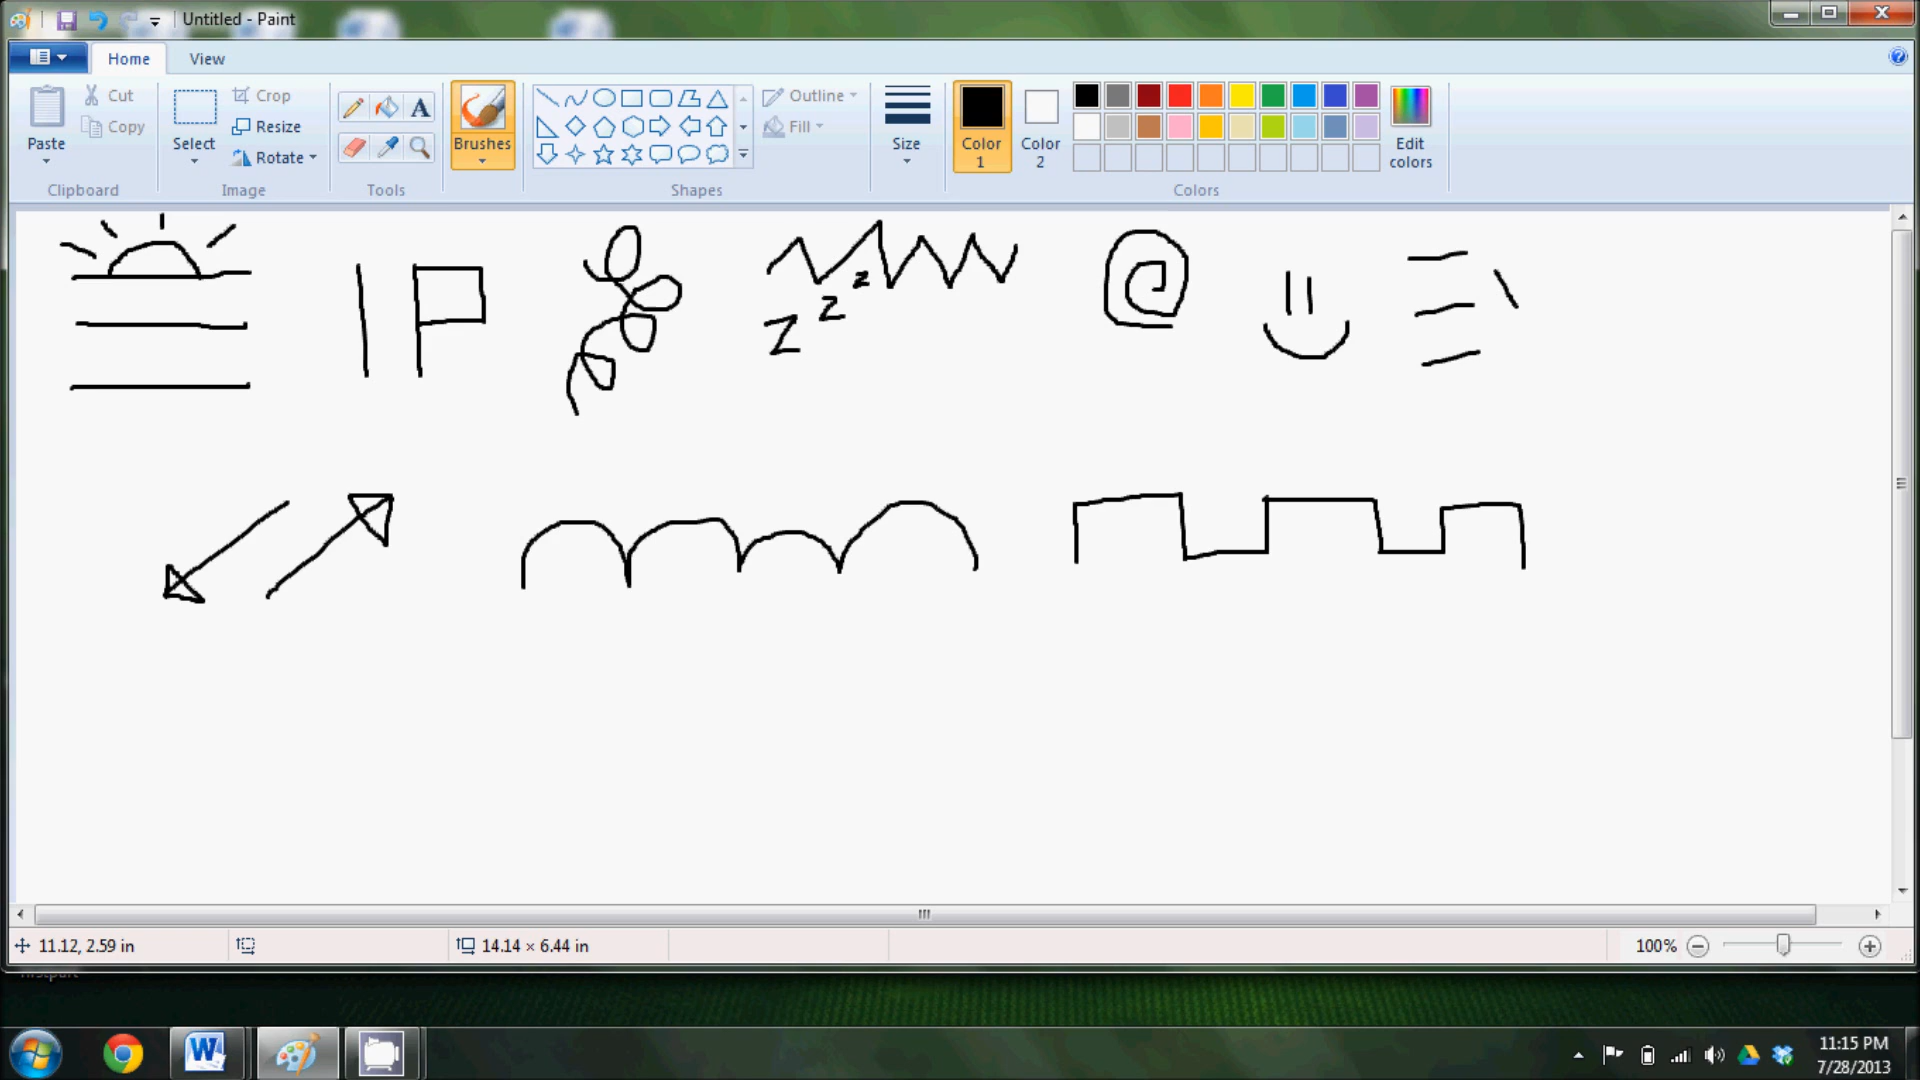 Untitled - Paint
Home View
Paste Cut Copy
Clipboard
Select Crop Resize Rotate
Image
A
Tools
Brushes
Shapes
Outline
Fill
Size
Color 1
Color 2
Edit colors
Colors
z
z
z
11.12, 2.59 in
14.14 × 6.44 in
100%
W
11:15 PM
7/28/2013